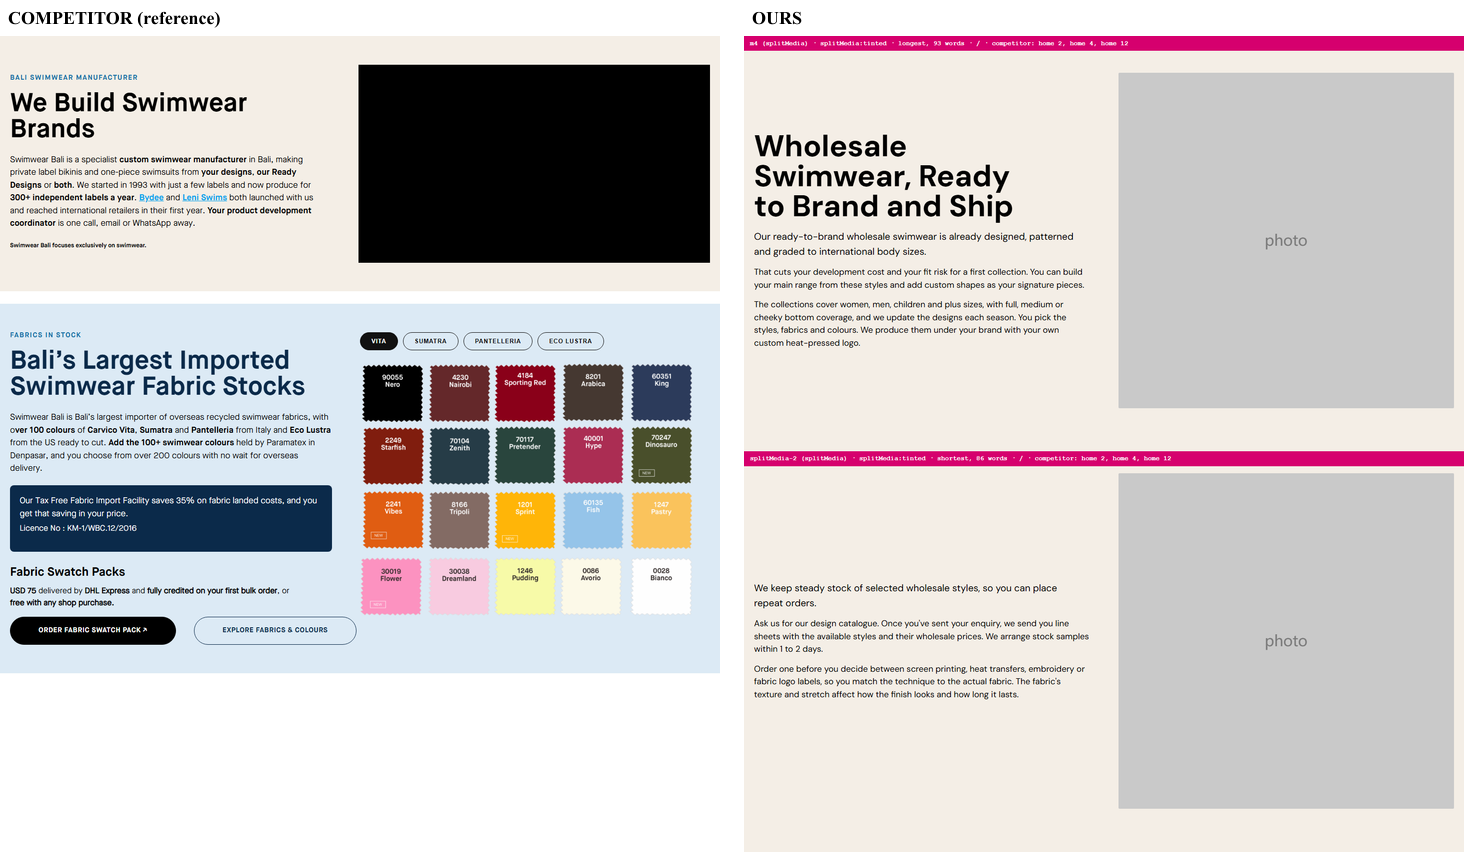 COMPETITOR (reference)
BALI SWIMWEAR MANUFACTURER
We Build Swimwear
Brands
Swimwear Bali is a specialist custom swimwear manufacturer in Bali, making
private label bikinis and one-piece swimsuits from your designs, our Ready
Designs or both. We started in 1993 with just a few labels and now produce for
300+ independent labels a year. Bydee and Leni Swims both launched with us
and reached international retailers in their first year. Your product development
coordinator is one call, email or WhatsApp away.
Swimwear Bali focuses exclusively on swimwear.
FABRICS IN STOCK
Bali's Largest Imported
Swimwear Fabric Stocks
Swimwear Bali is Bali's largest importer of overseas recycled swimwear fabrics, with
over 100 colours of Carvico Vita, Sumatra and Pantelleria from Italy and Eco Lustra
from the US ready to cut. Add the 100+ swimwear colours held by Paramatex in
Denpasar, and you choose from over 200 colours with no wait for overseas
delivery.
Our Tax Free Fabric Import Facility saves 35% on fabric landed costs, and you
get that saving in your price.
Licence No : KM-1/WBC.12/2016
Fabric Swatch Packs
USD 75 delivered by DHL Express and fully credited on your first bulk order, or
free with any shop purchase.
ORDER FABRIC SWATCH PACK ↗
EXPLORE FABRICS & COLOURS
VITA
SUMATRA
PANTELLERIA
ECO LUSTRA
90055
Nero
4230
Nairobi
4184
Sporting Red
8201
Arabica
60351
King
2249
Starfish
70104
Zenith
70117
Pretender
40001
Hype
70247
Dinosauro
NEW
2241
Vibes
NEW
8166
Tripoli
1201
Sprint
NEW
60135
Fish
1247
Pastry
30019
Flower
NEW
30038
Dreamland
1246
Pudding
0086
Avorio
0028
Bianco
OURS
m4 (splitMedia) · splitMedia:tinted · longest, 93 words · / · competitor: home 2, home 4, home 12
Wholesale
Swimwear, Ready
to Brand and Ship
Our ready-to-brand wholesale swimwear is already designed, patterned
and graded to international body sizes.
That cuts your development cost and your fit risk for a first collection. You can build
your main range from these styles and add custom shapes as your signature pieces.
The collections cover women, men, children and plus sizes, with full, medium or
cheeky bottom coverage, and we update the designs each season. You pick the
styles, fabrics and colours. We produce them under your brand with your own
custom heat-pressed logo.
photo
splitMedia-2 (splitMedia) · splitMedia:tinted · shortest, 86 words · / · competitor: home 2, home 4, home 12
We keep steady stock of selected wholesale styles, so you can place
repeat orders.
Ask us for our design catalogue. Once you've sent your enquiry, we send you line
sheets with the available styles and their wholesale prices. We arrange stock samples
within 1 to 2 days.
Order one before you decide between screen printing, heat transfers, embroidery or
fabric logo labels, so you match the technique to the actual fabric. The fabric's
texture and stretch affect how the finish looks and how long it lasts.
photo